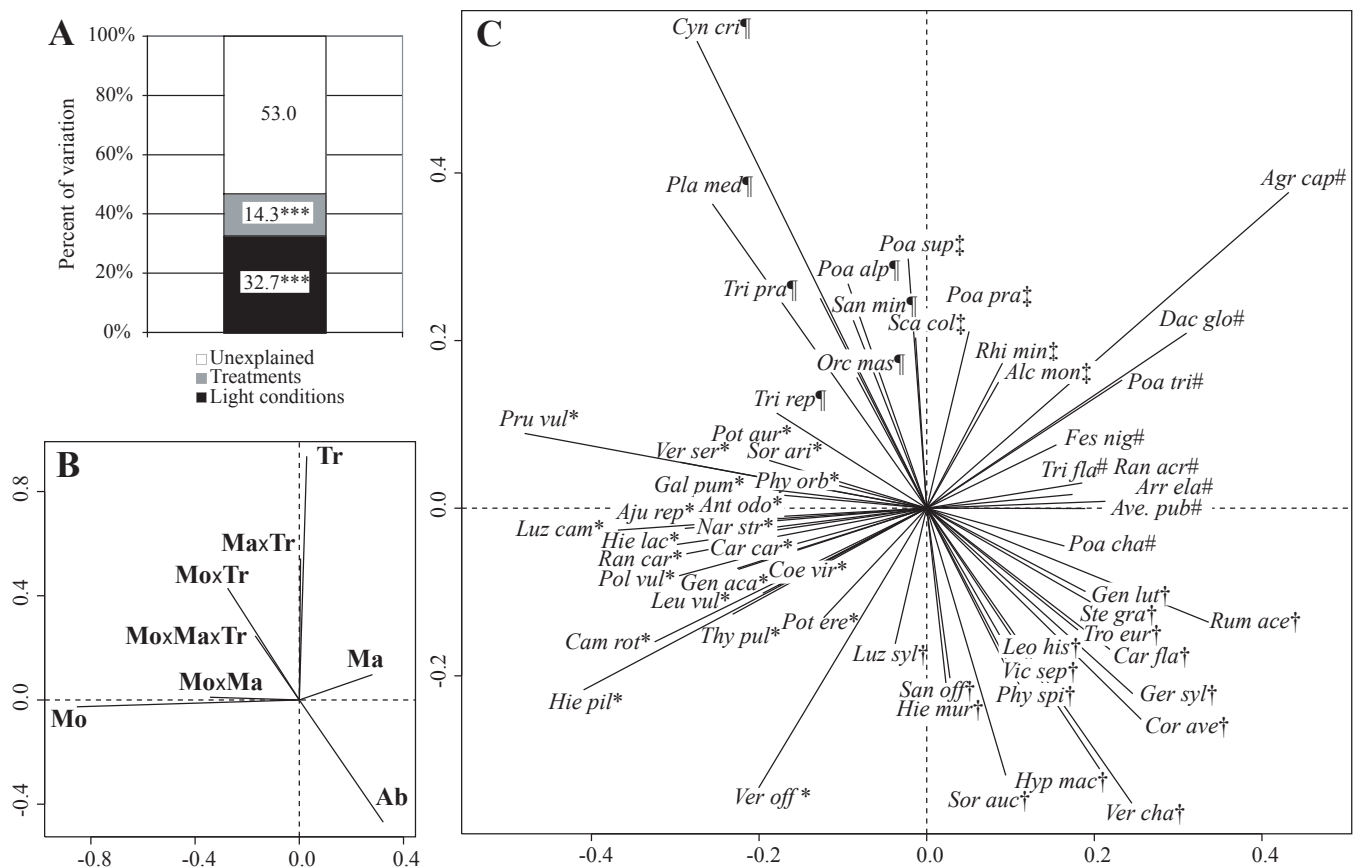 A
100%
80%
60%
40%
20%
0%
Percent of variation
53.0
14.3***
32.7***
Unexplained
Treatments
Light conditions
B
Tr
MaxTr
MoxTr
MoxMaxTr
Ma
MoxMa
Mo
Ab
0.8
0.4
0.0
-0.4
-0.8
-0.4
0.0
0.4
C
Cyn cri¶
Pla med¶
Agr cap#
Poa sup‡
Poa alp¶
Tri pra¶
San min¶
Poa pra‡
Sca col‡
Dac glo#
Rhi min‡
Orc mas¶
Alc mon‡
Poa tri#
Tri rep¶
Pru vul*
Pot aur*
Fes nig#
Ver ser*
Sor ari*
Tri fla#
Ran acr#
Gal pum*
Phy orb*
Arr ela#
Aju rep*
Ant odo*
Ave. pub#
Luz cam*
Nar str*
Hie lac*
Car car*
Poa cha#
Ran car*
Coe vir*
Pol vul*
Gen aca*
Gen lut†
Leu vul*
Ste gra†
Rum ace†
Cam rot*
Thy pul*
Pot ere*
Tro eur†
Luz syl†
Leo his†
Car fla†
Vic sep†
Hie pil*
San off†
Phy spi†
Ger syl†
Hie mur†
Cor ave†
Hyp mac†
Ver off *
Sor auc†
Ver cha†
0.4
0.2
0.0
-0.2
-0.4
-0.2
0.0
0.2
0.4